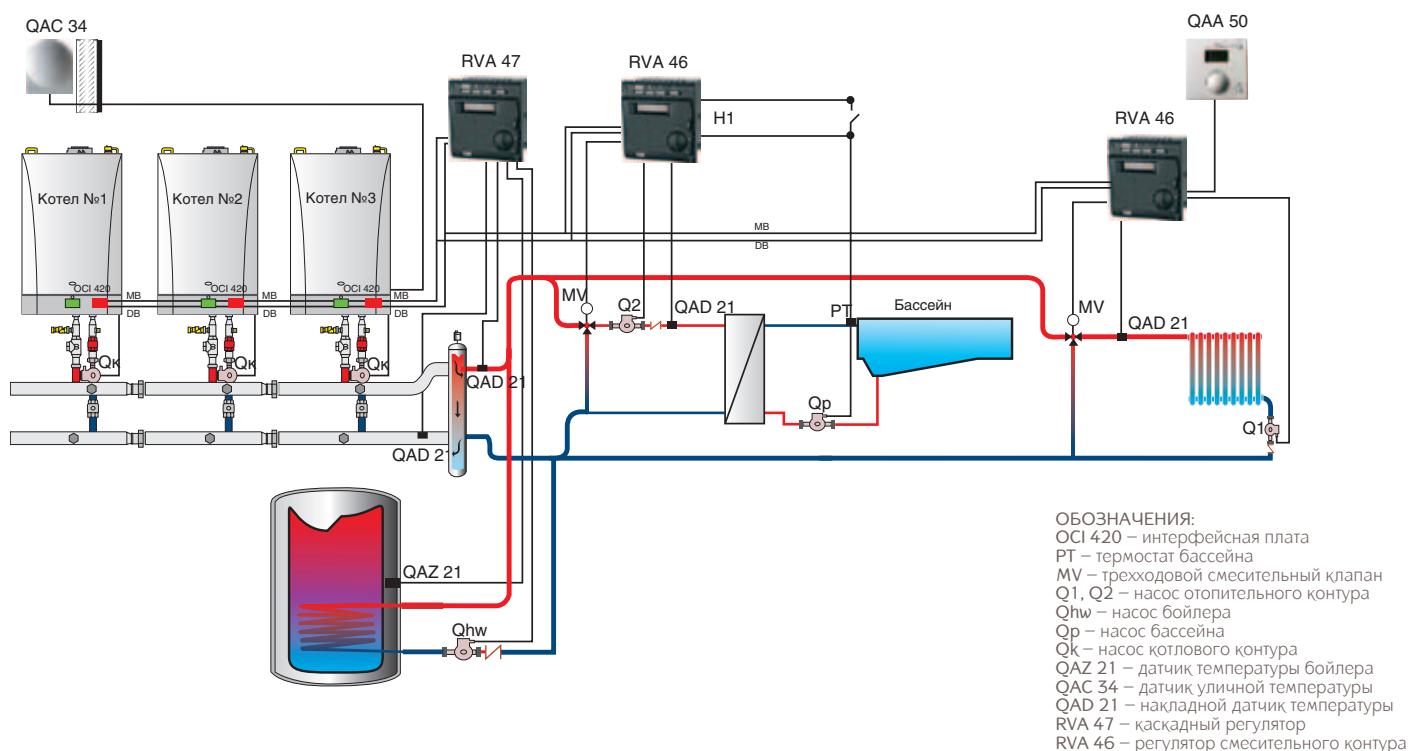 QAC 34
QAA 50
RVA 47
RVA 46
H1
RVA 46
Котел №1
Котел №2
Котел №3
MB
DB
OCI 420
OCI 420
OCI 420
MB
DB
MB
DB
MB
DB
MV
Q2
QAD 21
PT
Бассейн
MV
QAD 21
Qк
Qк
Qк
QAD 21
Qp
Q1
QAD 21
QAZ 21
Qhw
ОБОЗНАЧЕНИЯ:
OCI 420 – интерфейсная плата
PT – термостат бассейна
MV – трехходовой смесительный клапан
Q1, Q2 – насос отопительного контура
Qhw – насос бойлера
Qp – насос бассейна
Qk – насос котлового контура
QAZ 21 – датчик температуры бойлера
QAC 34 – датчик уличной температуры
QAD 21 – накладной датчик температуры
RVA 47 – каскадный регулятор
RVA 46 – регулятор смесительного контура